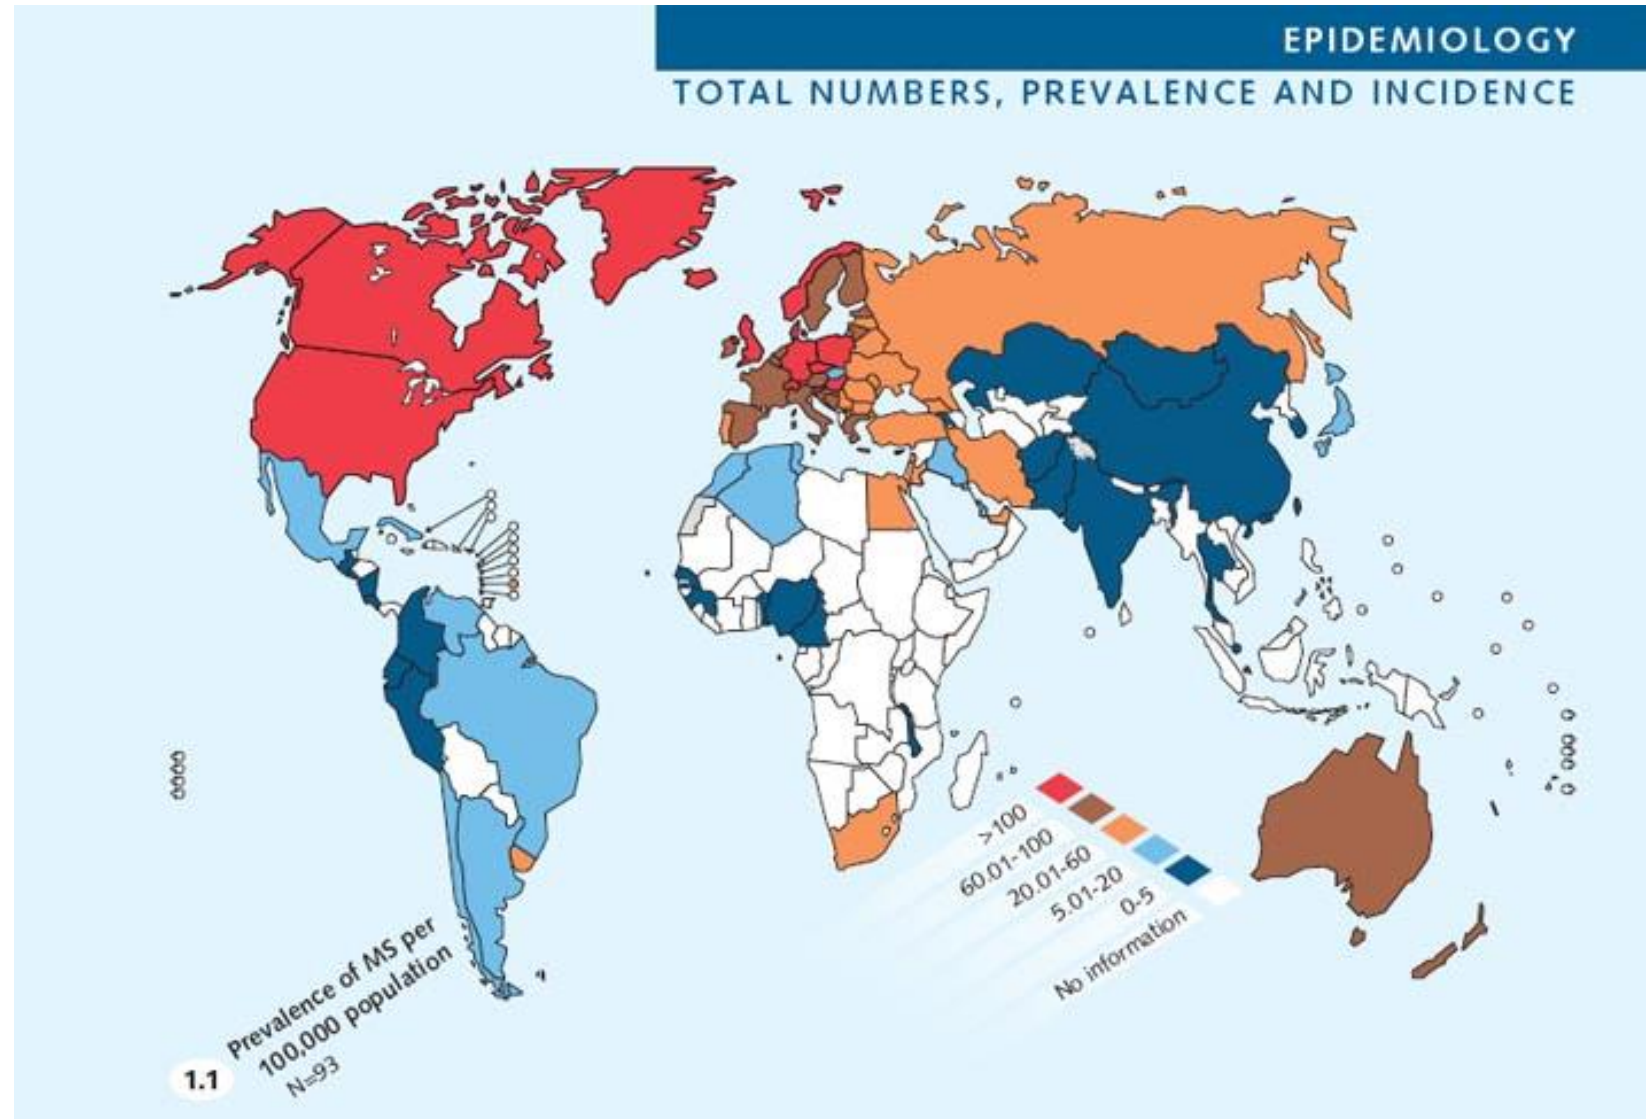 EPIDEMIOLOGY
TOTAL NUMBERS, PREVALENCE AND INCIDENCE
>100
60.01-100
20.01-60
5.01-20
0-5
No information
Prevalence of MS per
100,000 population
N=93
1.1